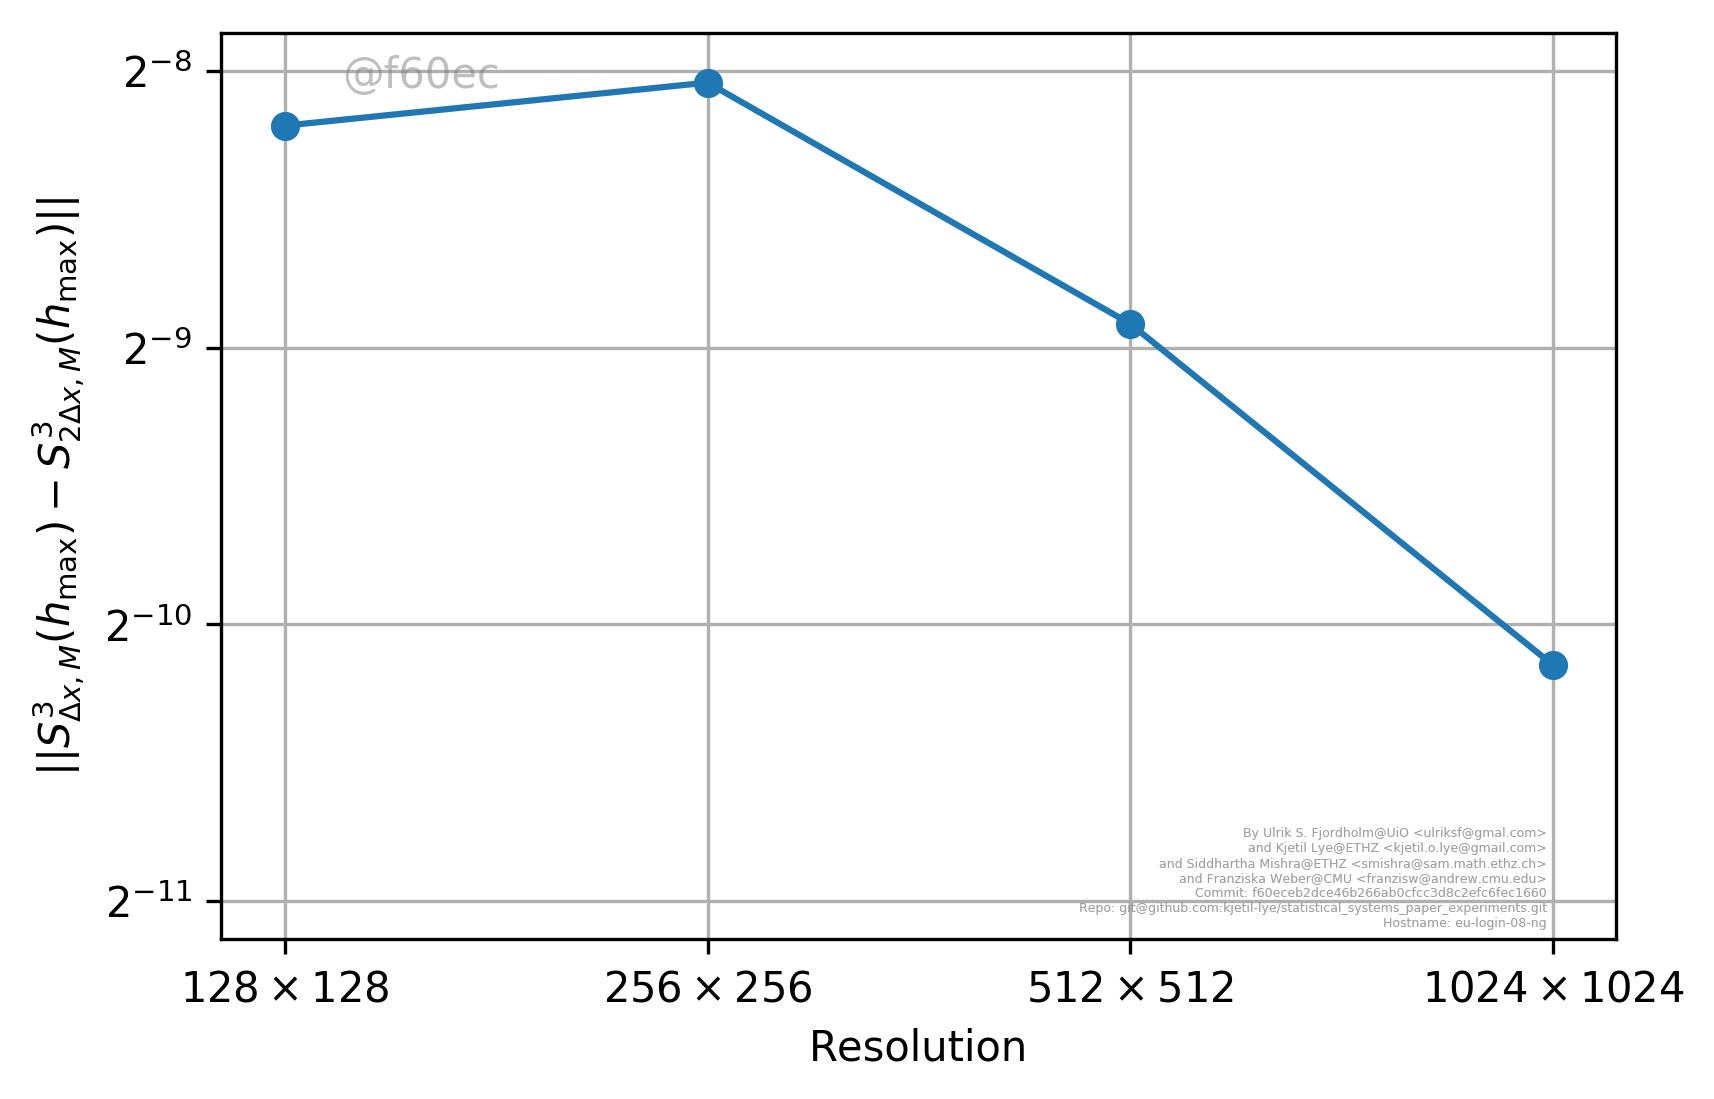 @f60ec
2⁻⁸
2⁻⁹
2⁻¹⁰
2⁻¹¹
||S³_{Δx,M}(h_max) − S³_{2Δx,M}(h_max)||
By Ulrik S. Fjordholm@UiO <ulriksf@gmal.com>
and Kjetil Lye@ETHZ <kjetil.o.lye@gmail.com>
and Siddhartha Mishra@ETHZ <smishra@sam.math.ethz.ch>
and Franziska Weber@CMU <franzisw@andrew.cmu.edu>
Commit: f60eceb2dce46b266ab0cfcc3d8c2efc6fec1660
Repo: git@github.com:kjetil-lye/statistical_systems_paper_experiments.git
Hostname: eu-login-08-ng
128 × 128 256 × 256 512 × 512 1024 × 1024
Resolution